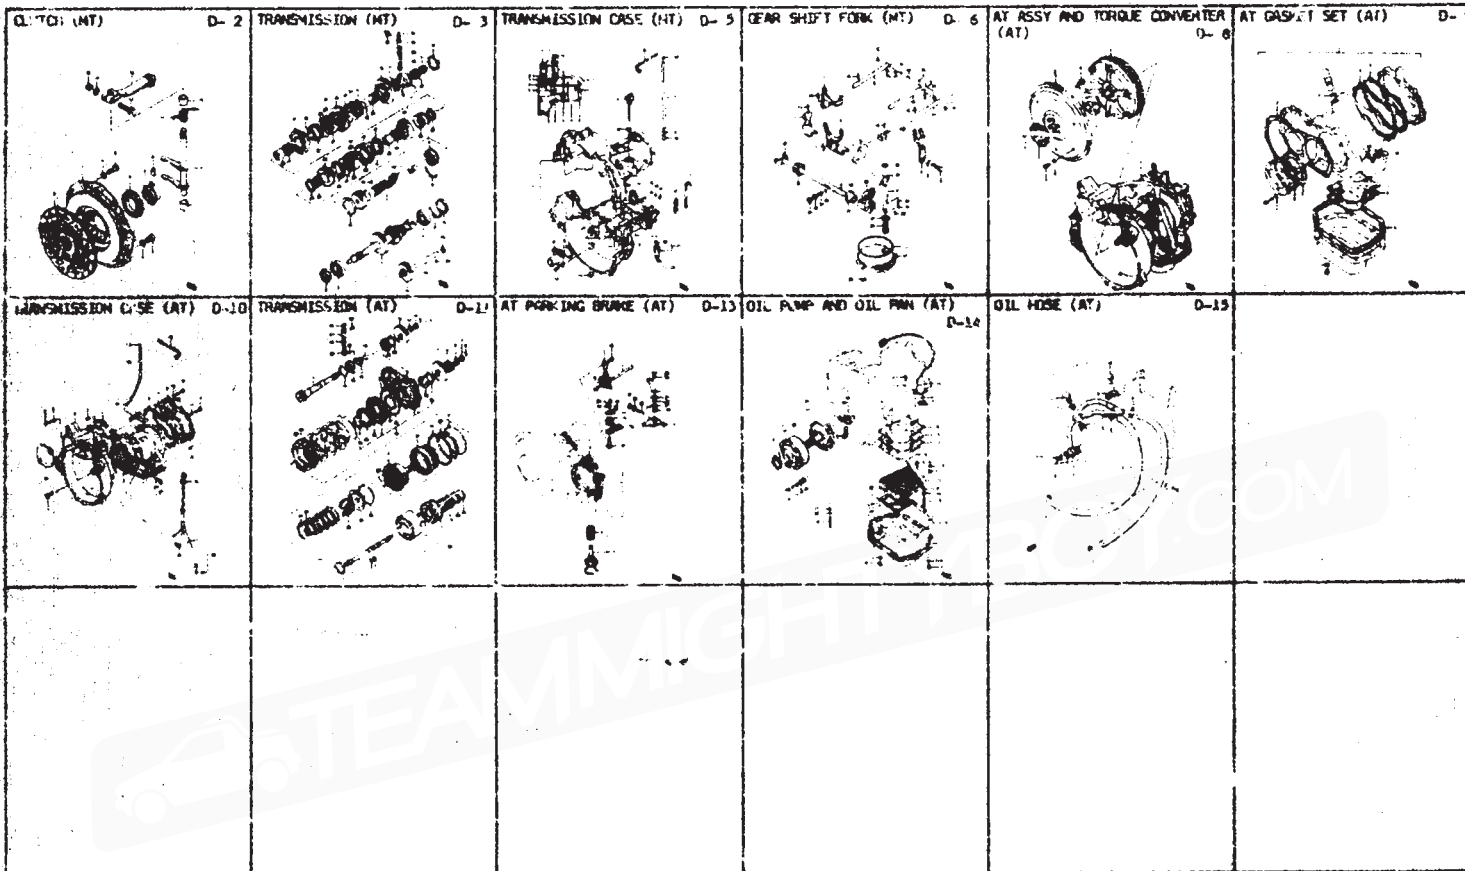 CLUTCH (MT) D- 2
TRANSMISSION (MT) D- 3
TRANSMISSION CASE (MT) D- 5
GEAR SHIFT FORK (MT) D- 6
AT ASSY AND TORQUE CONVERTER
(AT) D- 8
AT GASKET SET (AT) D-
TRANSMISSION CASE (AT) D-10
TRANSMISSION (AT) D-11
AT PARKING BRAKE (AT) D-13
OIL PUMP AND OIL PAN (AT)
D-14
OIL HOSE (AT) D-15
TEAMMIGHTYBOY.COM